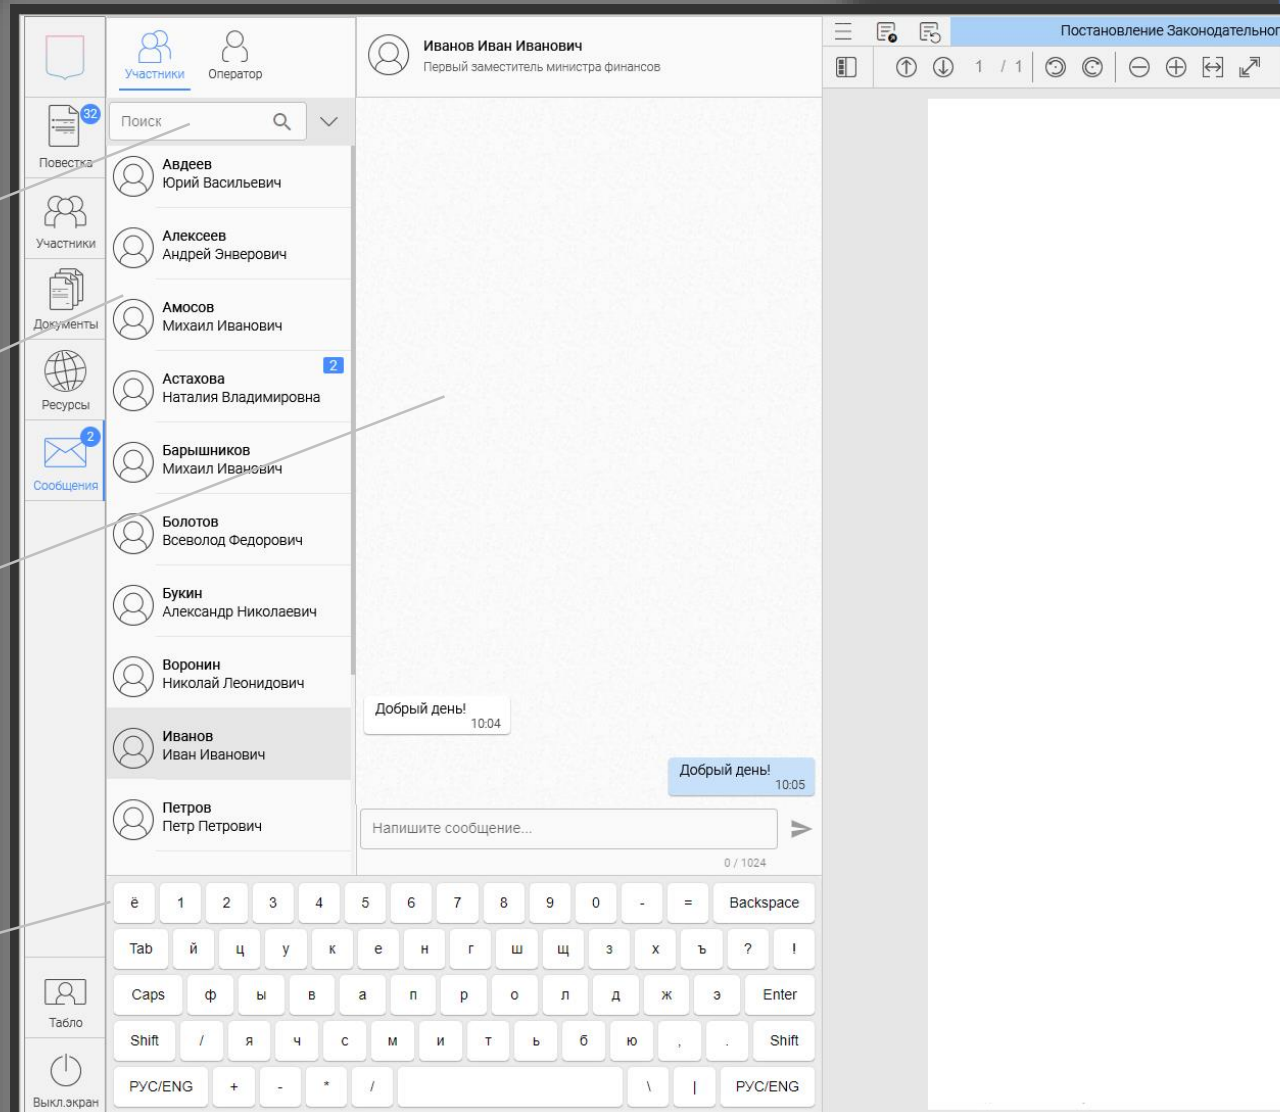 Участники
Оператор
Иванов Иван Иванович
Первый заместитель министра финансов
Постановление Законодательног
1 / 1
32
Повестка
Участники
Документы
Ресурсы
2
Сообщения
Табло
Выкл.экран
Поиск
Авдеев
Юрий Васильевич
Алексеев
Андрей Энверович
Амосов
Михаил Иванович
2
Астахова
Наталия Владимировна
Барышников
Михаил Иванович
Болотов
Всеволод Федорович
Букин
Александр Николаевич
Воронин
Николай Леонидович
Иванов
Иван Иванович
Петров
Петр Петрович
Добрый день!
10:04
Добрый день!
10:05
Напишите сообщение...
0 / 1024
ё 1 2 3 4 5 6 7 8 9 0 - = Backspace
Tab й ц у к е н г ш щ з х ъ ? !
Caps ф ы в а п р о л д ж э Enter
Shift / я ч с м и т ь б ю , . Shift
РУС/ENG + - * / \ | РУС/ENG